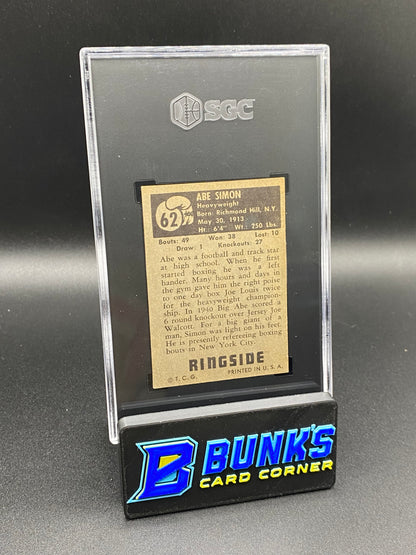 SGC
62
ABE SIMON
Heavyweight
Born: Richmond Hill, N.Y.
May 30, 1913
Ht: 6'4" Wt: 250 Lbs.
Bouts: 49 Won: 38 Lost: 10
Draw: 1 Knockouts: 27
Abe was a football and track star
at high school. When he first
started boxing he was a left
hander. Many hours and days in
the gym gave him the right poise
to one day box Joe Louis twice
for the heavyweight champion-
ship. In 1940 Big Abe scored a
6 round knockout over Jersey Joe
Walcott. For a big giant of a
man, Simon was light on his feet.
He is presently refereeing boxing
bouts in New York City.
RINGSIDE
© T. C. G. PRINTED IN U. S. A.
B BUNK'S
CARD CORNER